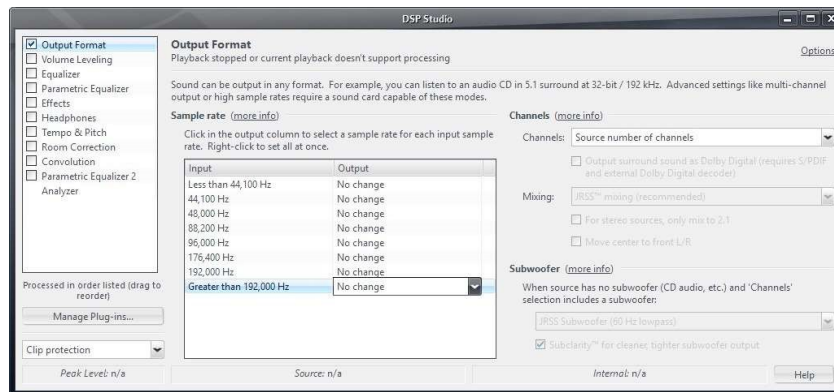 DSP Studio
Output Format
Volume Leveling
Equalizer
Parametric Equalizer
Effects
Headphones
Tempo & Pitch
Room Correction
Convolution
Parametric Equalizer 2
Analyzer
Processed in order listed (drag to
reorder)
Manage Plug-ins...
Clip protection
Output Format
Playback stopped or current playback doesn't support processing
Options
Sound can be output in any format. For example, you can listen to an audio CD in 5.1 surround at 32-bit / 192 kHz. Advanced settings like multi-channel
output or high sample rates require a sound card capable of these modes.
Sample rate (more info)
Click in the output column to select a sample rate for each input sample
rate. Right-click to set all at once.
Input Output
Less than 44,100 Hz No change
44,100 Hz No change
48,000 Hz No change
88,200 Hz No change
96,000 Hz No change
176,400 Hz No change
192,000 Hz No change
Greater than 192,000 Hz No change
Channels (more info)
Channels: Source number of channels
Output surround sound as Dolby Digital (requires S/PDIF
and external Dolby Digital decoder)
Mixing: JRSS™ mixing (recommended)
For stereo sources, only mix to 2.1
Move center to front L/R
Subwoofer (more info)
When source has no subwoofer (CD audio, etc.) and 'Channels'
selection includes a subwoofer:
JRSS Subwoofer (60 Hz lowpass)
Subclarity™ for cleaner, tighter subwoofer output
Peak Level: n/a Source: n/a Internal: n/a Help